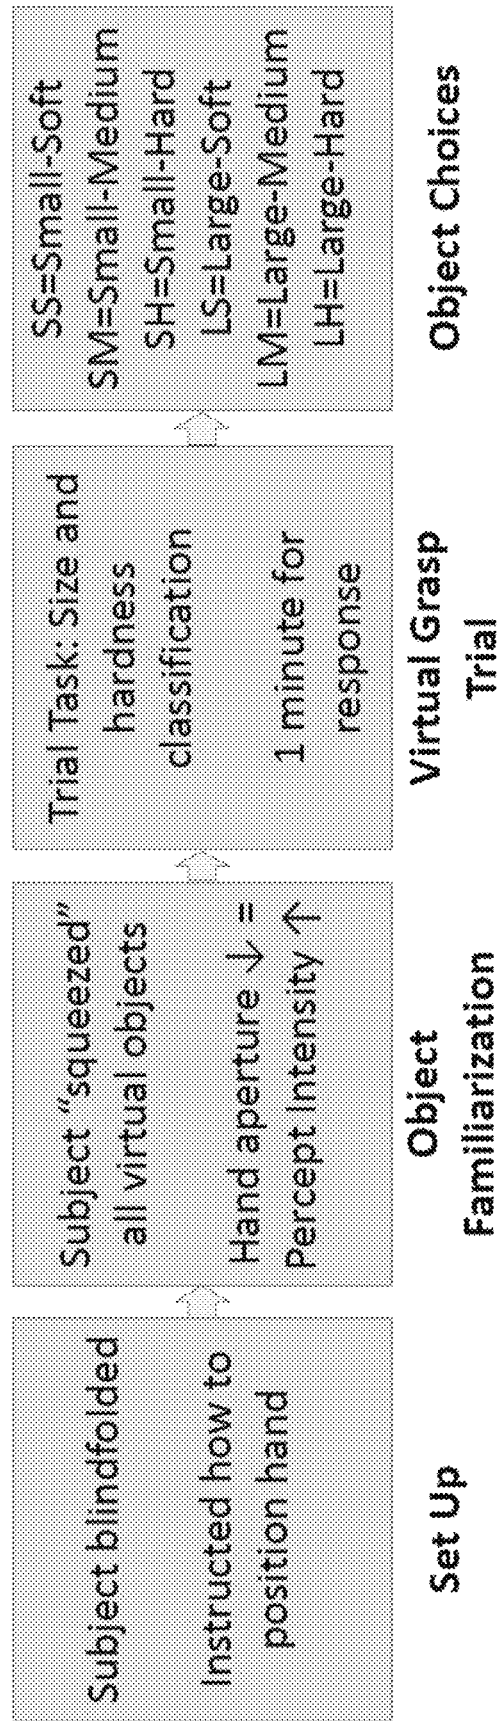 Subject blindfolded
Instructed how to
position hand
Set Up
Subject “squeezed”
all virtual objects
Hand aperture ↓ =
Percept Intensity ↑
Object
Familiarization
Trial Task: Size and
hardness
classification
1 minute for
response
Virtual Grasp
Trial
SS=Small-Soft
SM=Small-Medium
SH=Small-Hard
LS=Large-Soft
LM=Large-Medium
LH=Large-Hard
Object Choices